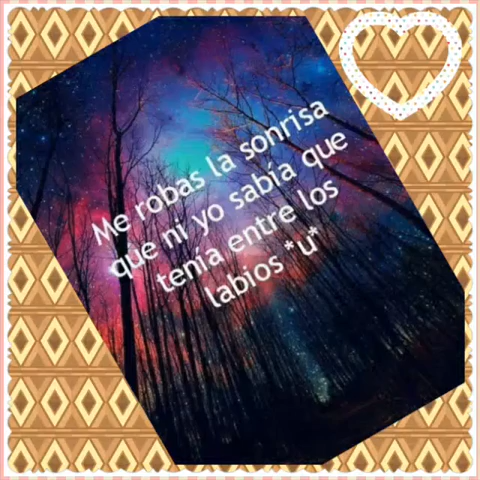 Me robas la sonrisa
que ni yo sabía que
tenía entre los
labios *u*